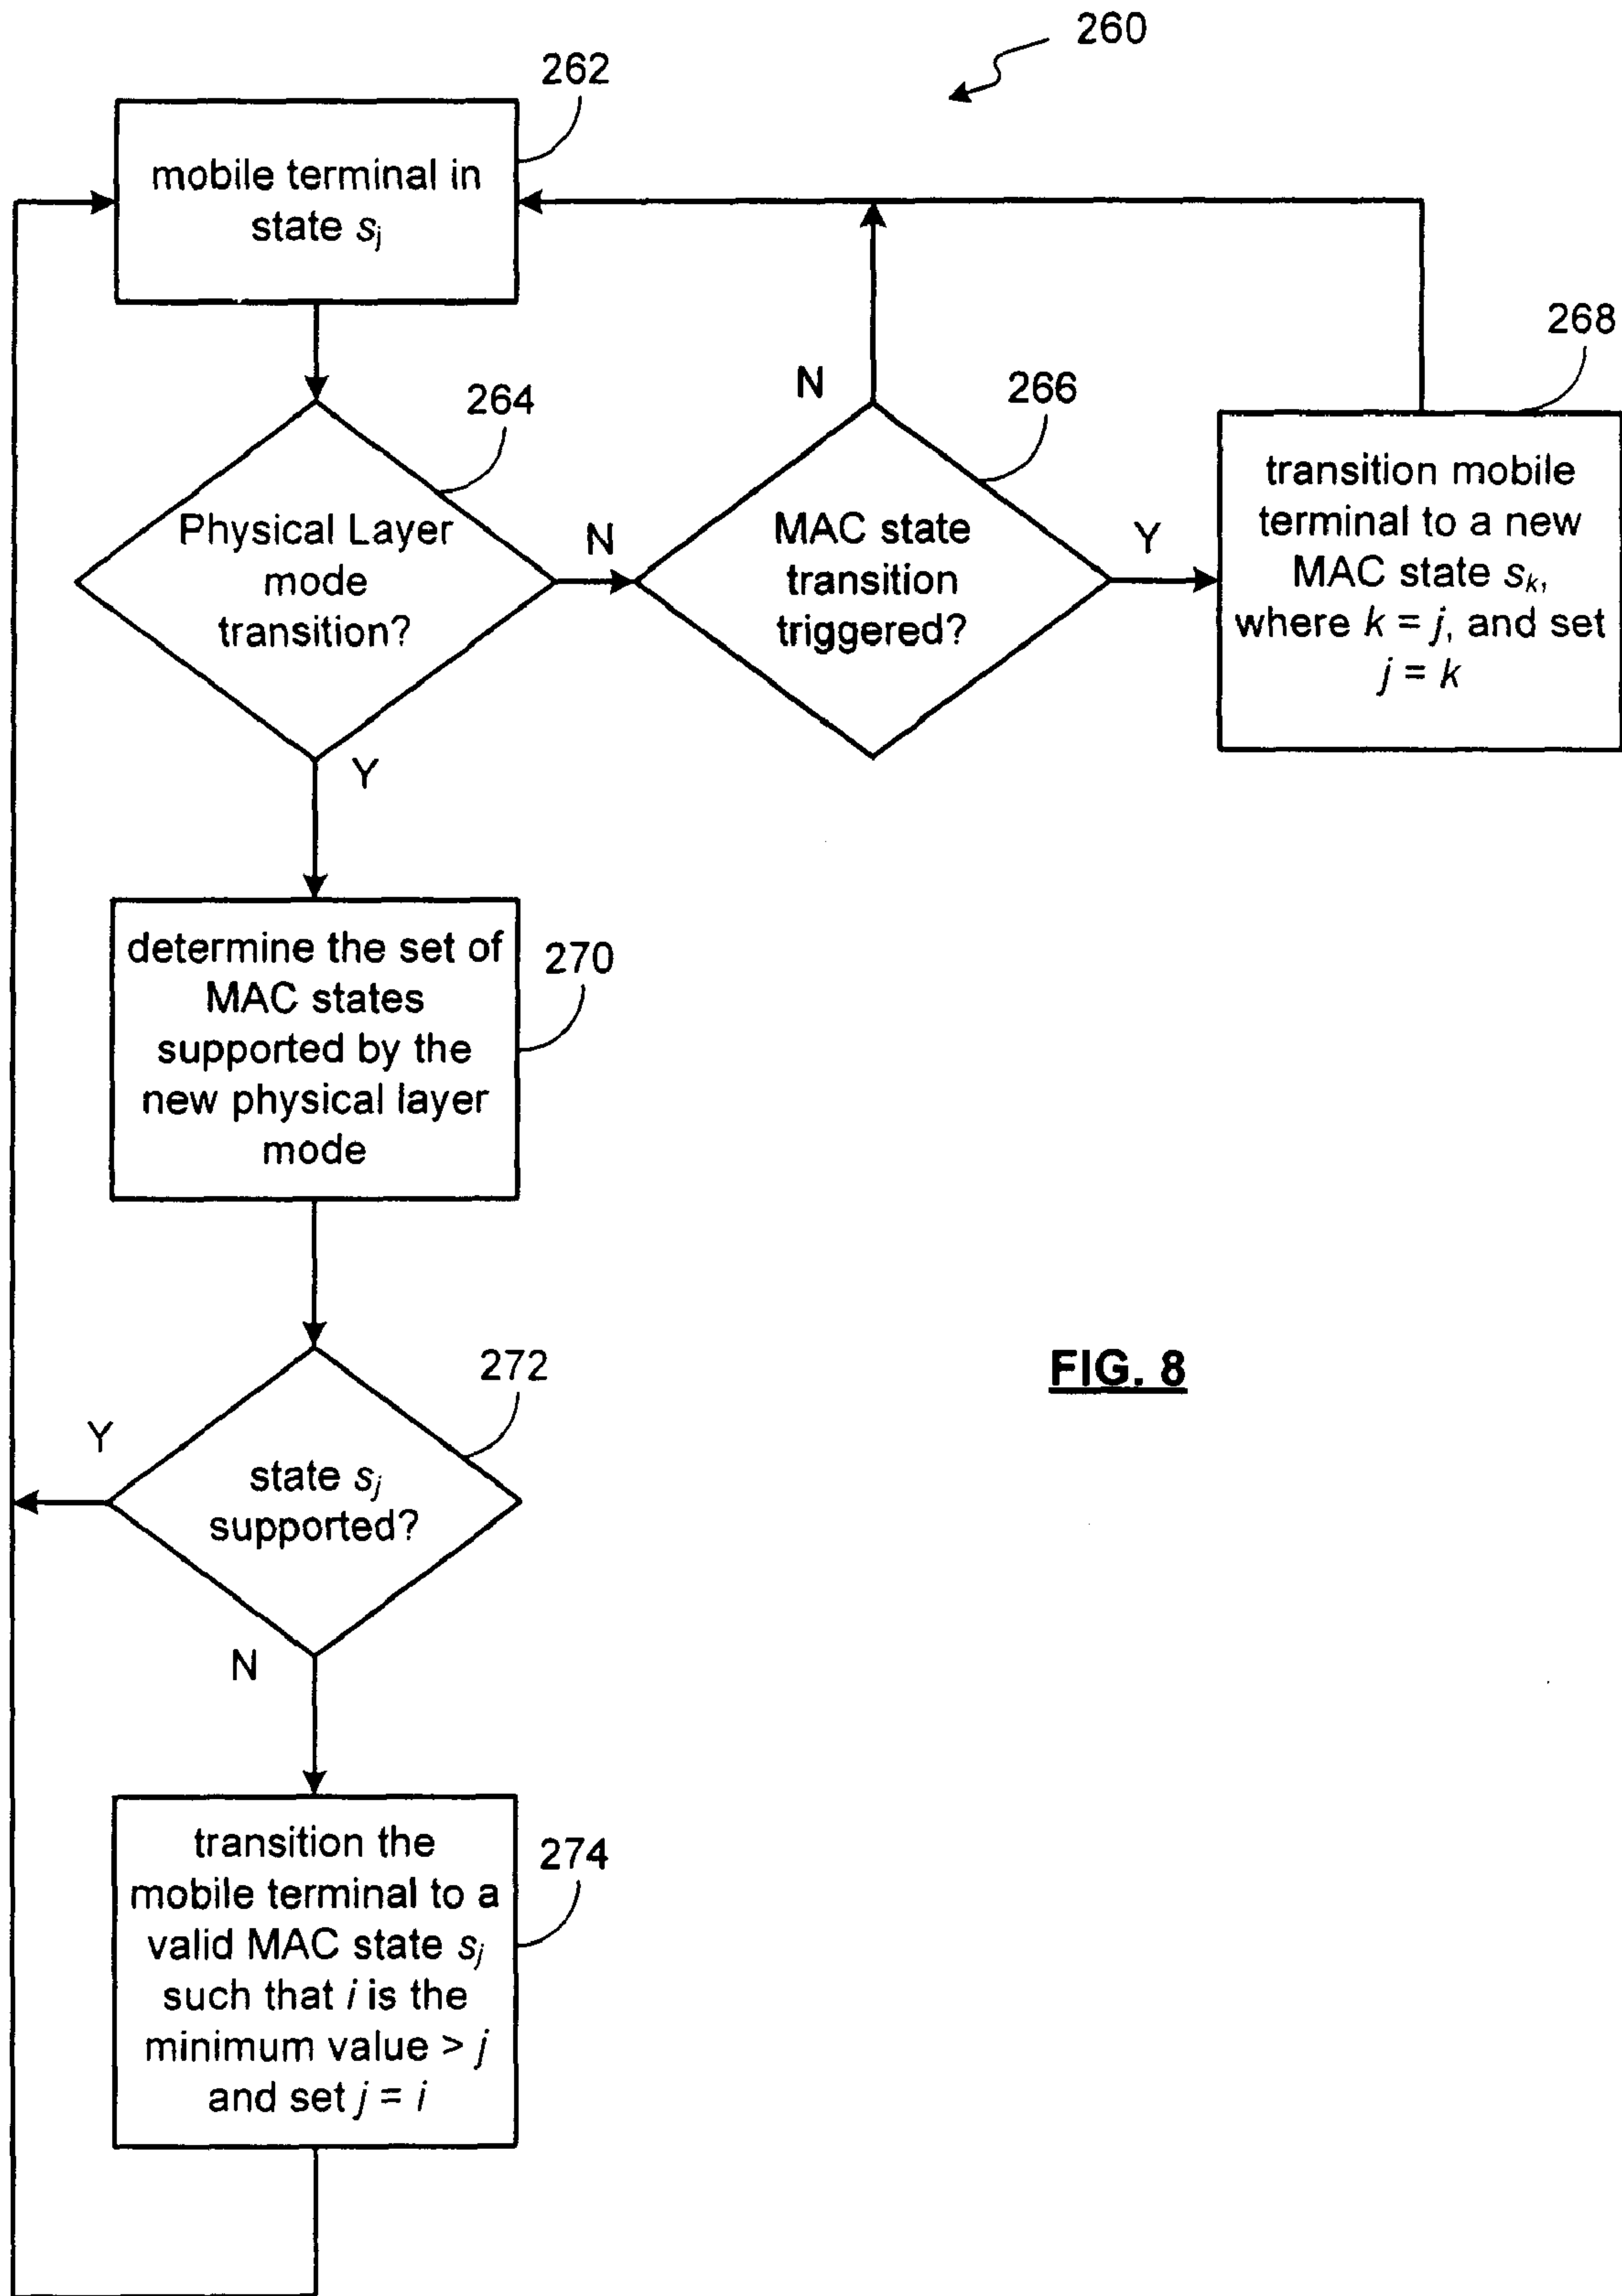 260
262
mobile terminal in
state sj
264
Physical Layer
mode
transition?
N
Y
266
MAC state
transition
triggered?
N
Y
268
transition mobile
terminal to a new
MAC state sk,
where k = j, and set
j = k
270
determine the set of
MAC states
supported by the
new physical layer
mode
272
state sj
supported?
Y
N
274
transition the
mobile terminal to a
valid MAC state sj
such that i is the
minimum value > j
and set j = i
FIG. 8